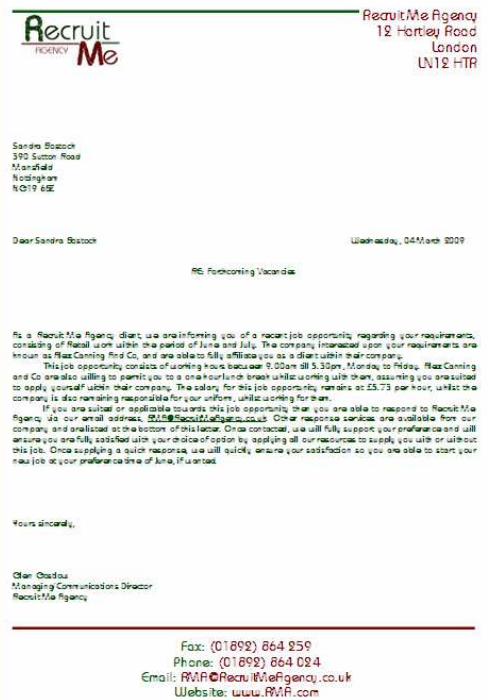 Recruit
AGENCY Me
Recruit Me Agency
12 Hartley Road
London
LN12 HTR
Sandra Bostock
390 Sutton Road
Mansfield
Nottingham
NG19 6SE
Dear Sandra Bostock
Wednesday, 04 March 2009
RE: Forthcoming Vacancies
As a Recruit Me Agency client, we are informing you of a recent job opportunity regarding your requirements,
consisting of Retail work within the period of June and July. The company interested upon your requirements are
known as Alez Canning And Co, and are able to fully affiliate you as a client within their company.
This job opportunity consists of working hours between 9.00am till 5.30pm, Monday to Friday. Alez Canning
and Co are also willing to permit you to a one hour lunch break whilst working with them, assuming you are suited
to apply yourself within their company. The salary for this job opportunity remains at £5.73 per hour, whilst the
company is also remaining responsible for your uniform, whilst working for them.
If you are suited or applicable towards this job opportunity then you are able to respond to Recruit Me
Agency via our email address, RMA@RecruitMeAgency.co.uk. Other response services are available from our
company and are listed at the bottom of this letter. Once contacted, we will fully support your preference and will
ensure you are fully satisfied with your choice of option by applying all our resources to supply you with or without
this job. Once supplying a quick response, we will quickly ensure your satisfaction so you are able to start your
new job at your preference time of June, if wanted.
Yours sincerely,
Glen
Managing Communications Director
Recruit Me Agency
Fax: (01892) 864 259
Phone: (01892) 864 024
Email: RMA@RecruitMeAgency.co.uk
Website: www.RMA.com